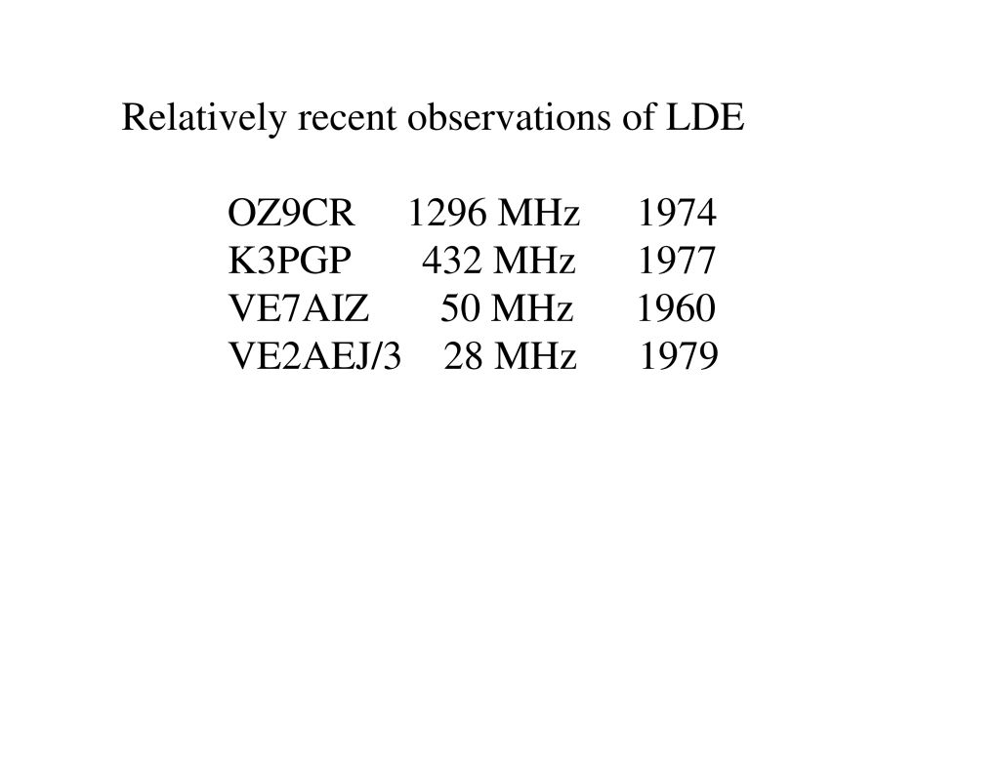 Relatively recent observations of LDE
OZ9CR 1296 MHz 1974
K3PGP 432 MHz 1977
VE7AIZ 50 MHz 1960
VE2AEJ/3 28 MHz 1979